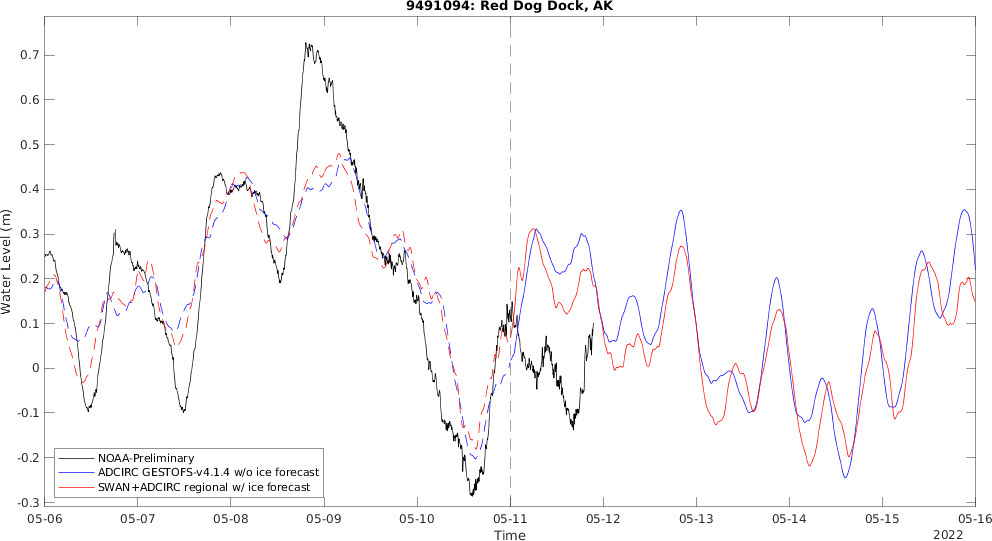 9491094: Red Dog Dock, AK
Water Level (m)
0.7
0.6
0.5
0.4
0.3
0.2
0.1
0
-0.1
-0.2
-0.3
NOAA-Preliminary
ADCIRC GESTOFS-v4.1.4 w/o ice forecast
SWAN+ADCIRC regional w/ ice forecast
05-06 05-07 05-08 05-09 05-10 05-11 05-12 05-13 05-14 05-15 05-16
Time
2022